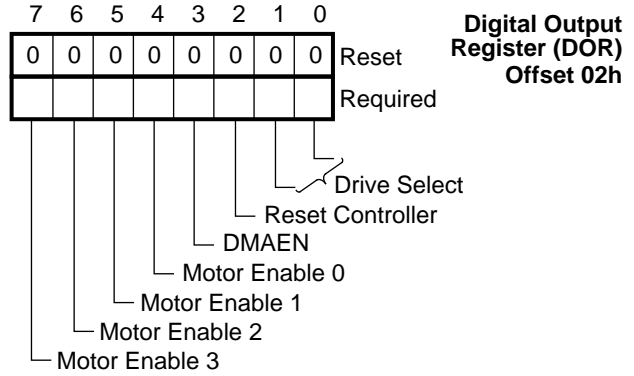 7 6 5 4 3 2 1 0
Digital Output
Register (DOR)
Offset 02h
0 0 0 0 0 0 0 0 Reset
Required
Drive Select
Reset Controller
DMAEN
Motor Enable 0
Motor Enable 1
Motor Enable 2
Motor Enable 3